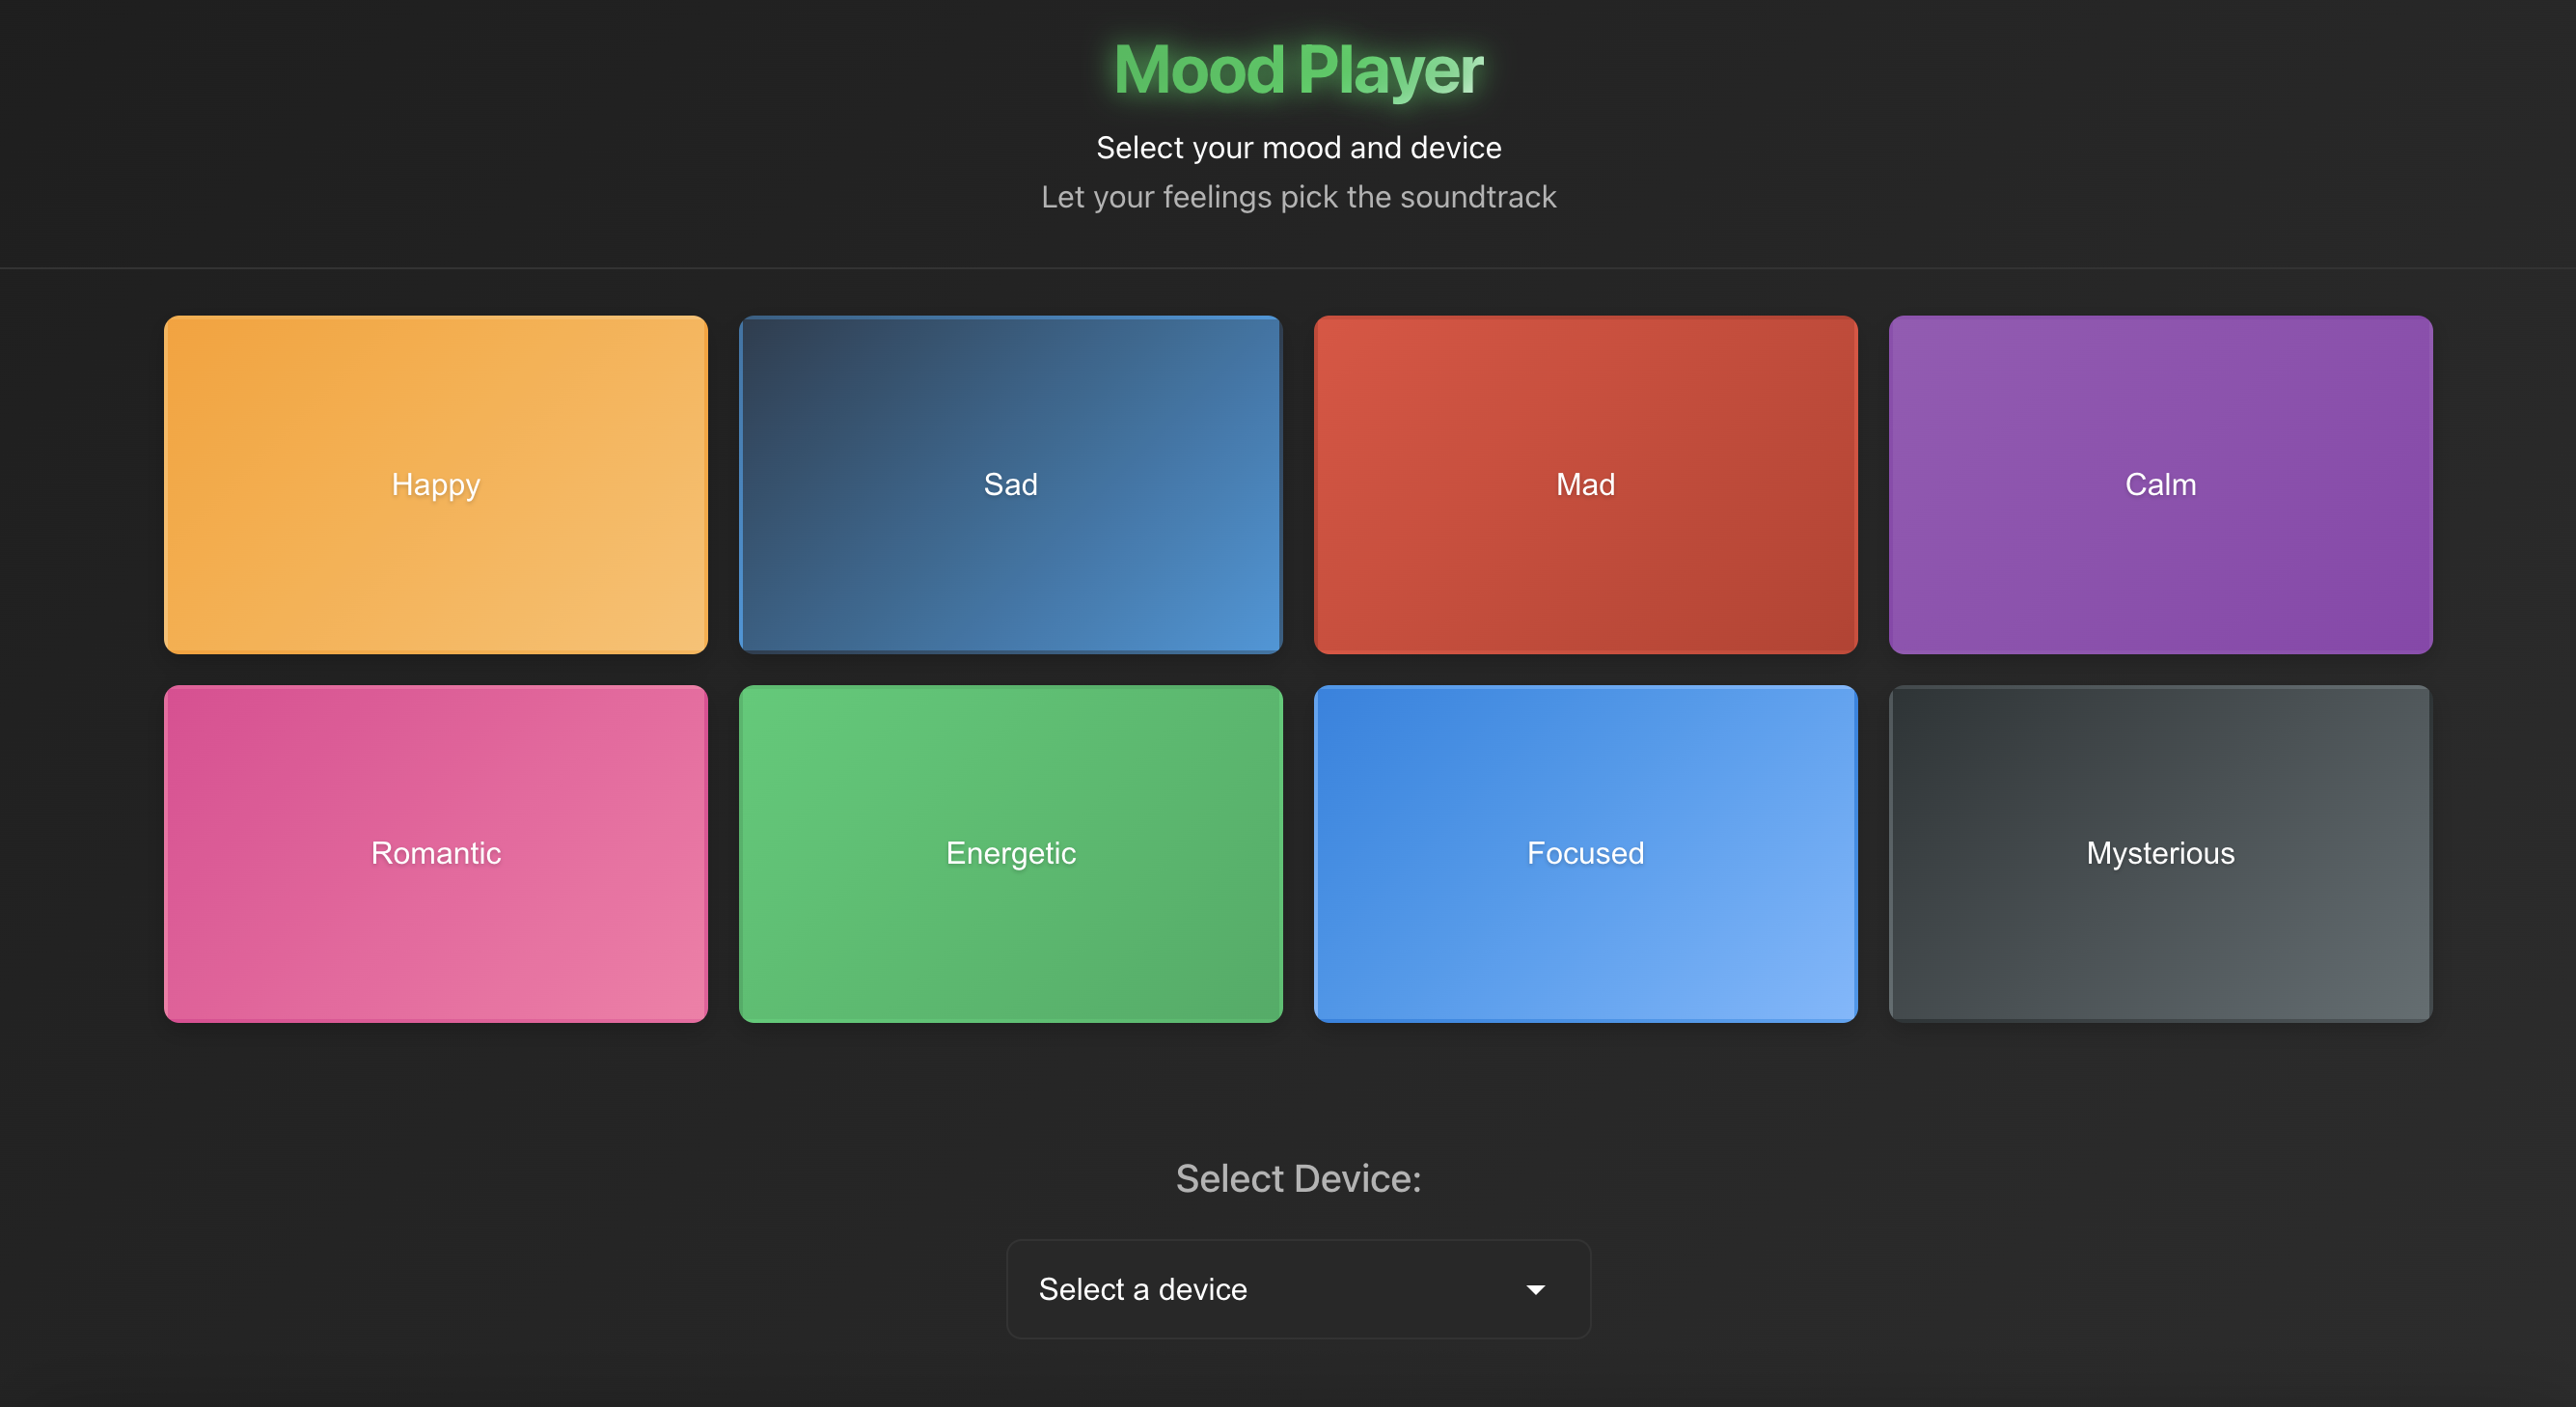 Mood Player
Select your mood and device
Let your feelings pick the soundtrack
Happy
Sad
Mad
Calm
Romantic
Energetic
Focused
Mysterious
Select Device:
Select a device